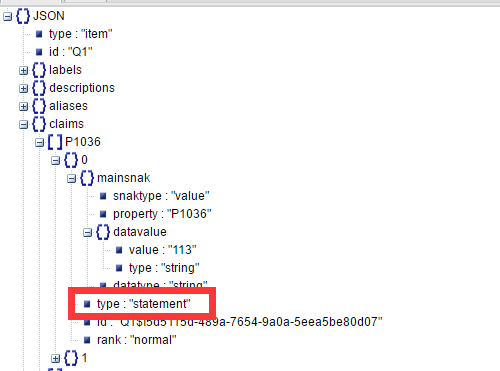 JSON
type : "item"
id : "Q1"
labels
descriptions
aliases
claims
P1036
0
mainsnak
snaktype : "value"
property : "P1036"
datavalue
value : "113"
type : "string"
datatype : "string"
type : "statement"
id : "Q1$l5d5115d-489a-7654-9a0a-5eea5be80d07"
rank : "normal"
1